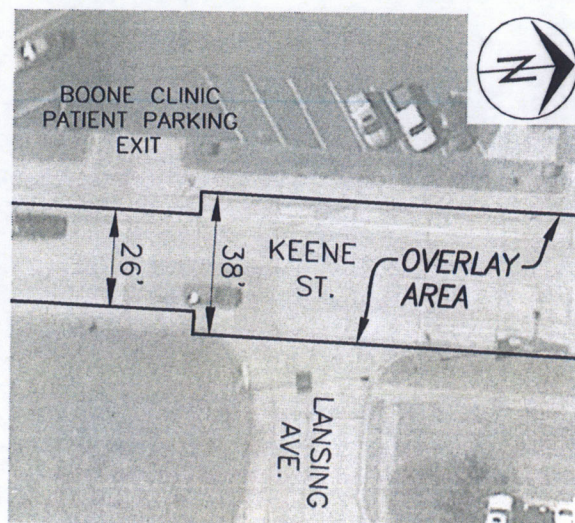 BOONE CLINIC
PATIENT PARKING
EXIT
N
26'
38'
KEENE
ST.
OVERLAY
AREA
LANSING
AVE.